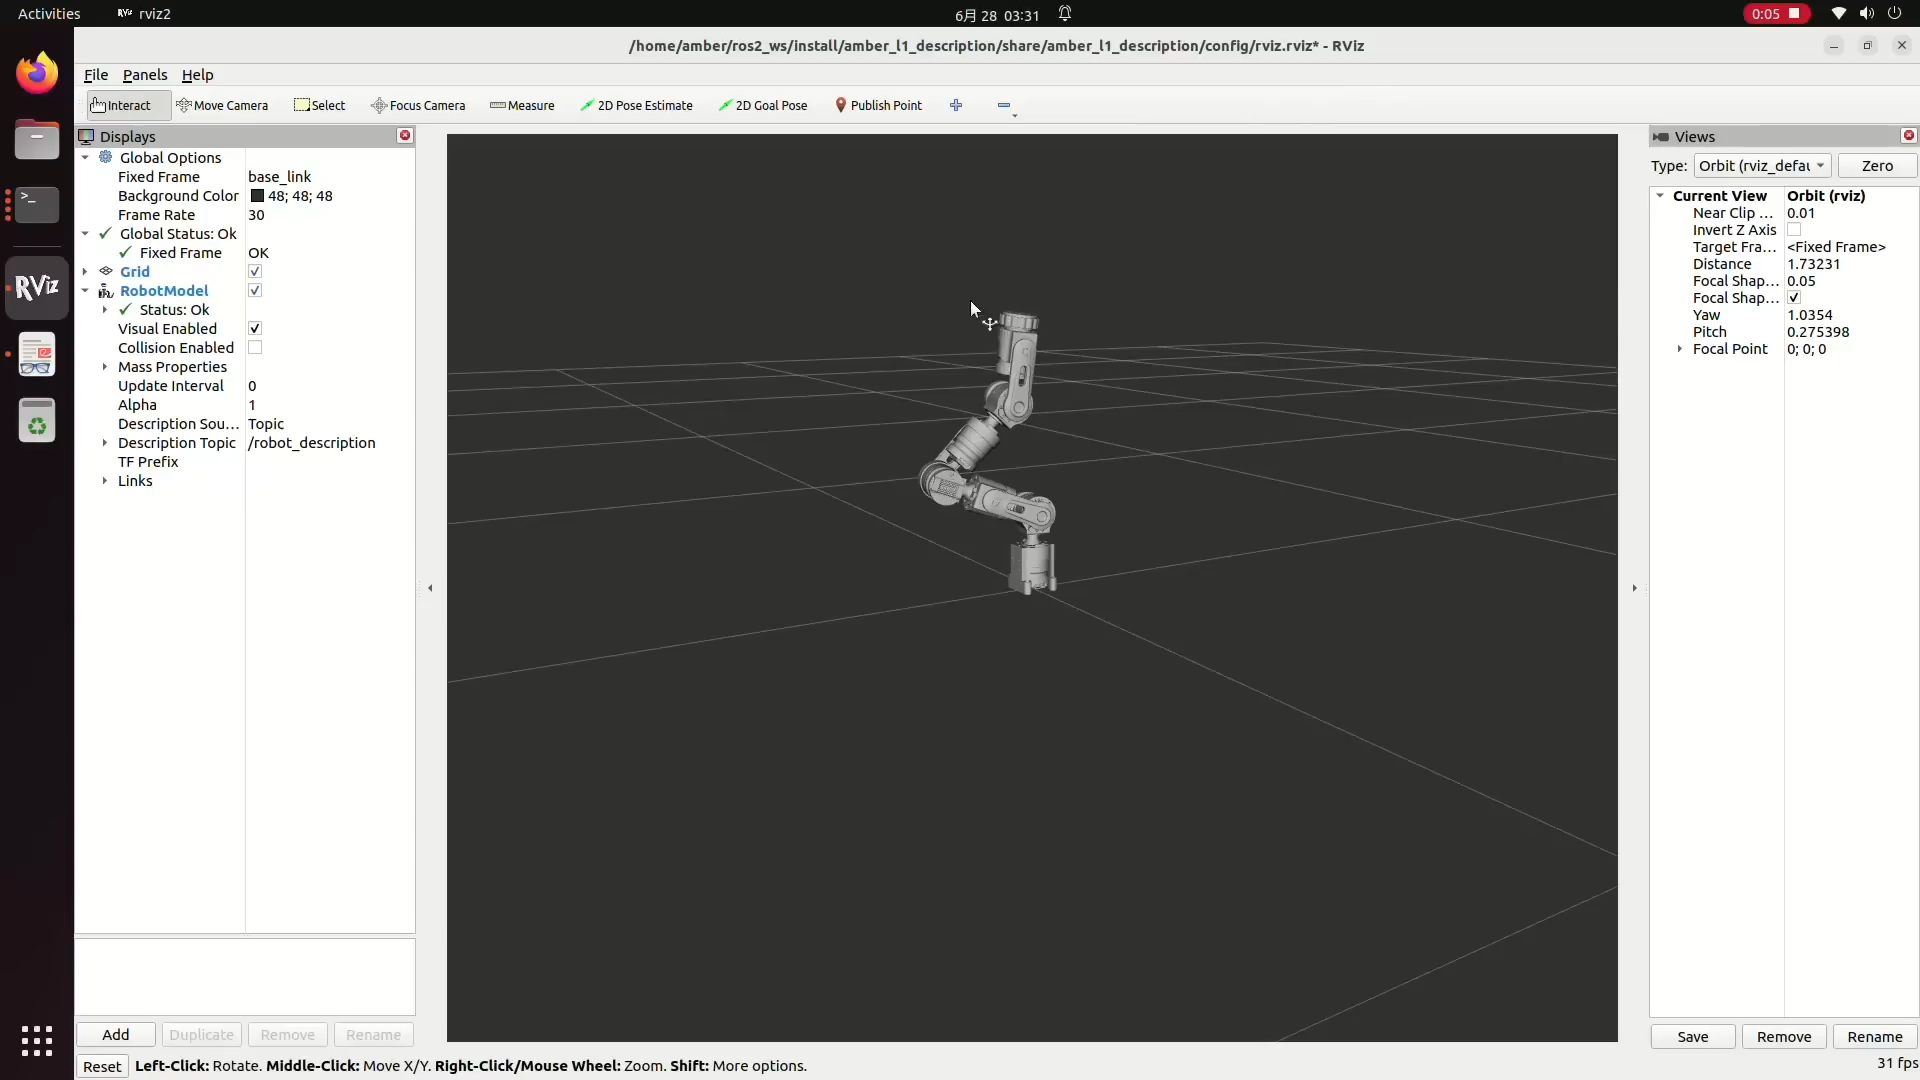 Activities
RViz rviz2
6月 28 03:31
0:05
/home/amber/ros2_ws/install/amber_l1_description/share/amber_l1_description/config/rviz.rviz* - RViz
File Panels Help
Interact Move Camera Select Focus Camera Measure 2D Pose Estimate 2D Goal Pose Publish Point
RViz
Displays
Global Options
Fixed Frame base_link
Background Color 48; 48; 48
Frame Rate 30
Global Status: Ok
Fixed Frame OK
Grid
RobotModel
Status: Ok
Visual Enabled
Collision Enabled
Mass Properties
Update Interval 0
Alpha 1
Description Sou... Topic
Description Topic /robot_description
TF Prefix
Links
Add Duplicate Remove Rename
Reset Left-Click: Rotate. Middle-Click: Move X/Y. Right-Click/Mouse Wheel: Zoom. Shift: More options.
Views
Type: Orbit (rviz_defau Zero
Current View Orbit (rviz)
Near Clip ... 0.01
Invert Z Axis
Target Fra... <Fixed Frame>
Distance 1.73231
Focal Shap... 0.05
Focal Shap...
Yaw 1.0354
Pitch 0.275398
Focal Point 0; 0; 0
Save Remove Rename
31 fps